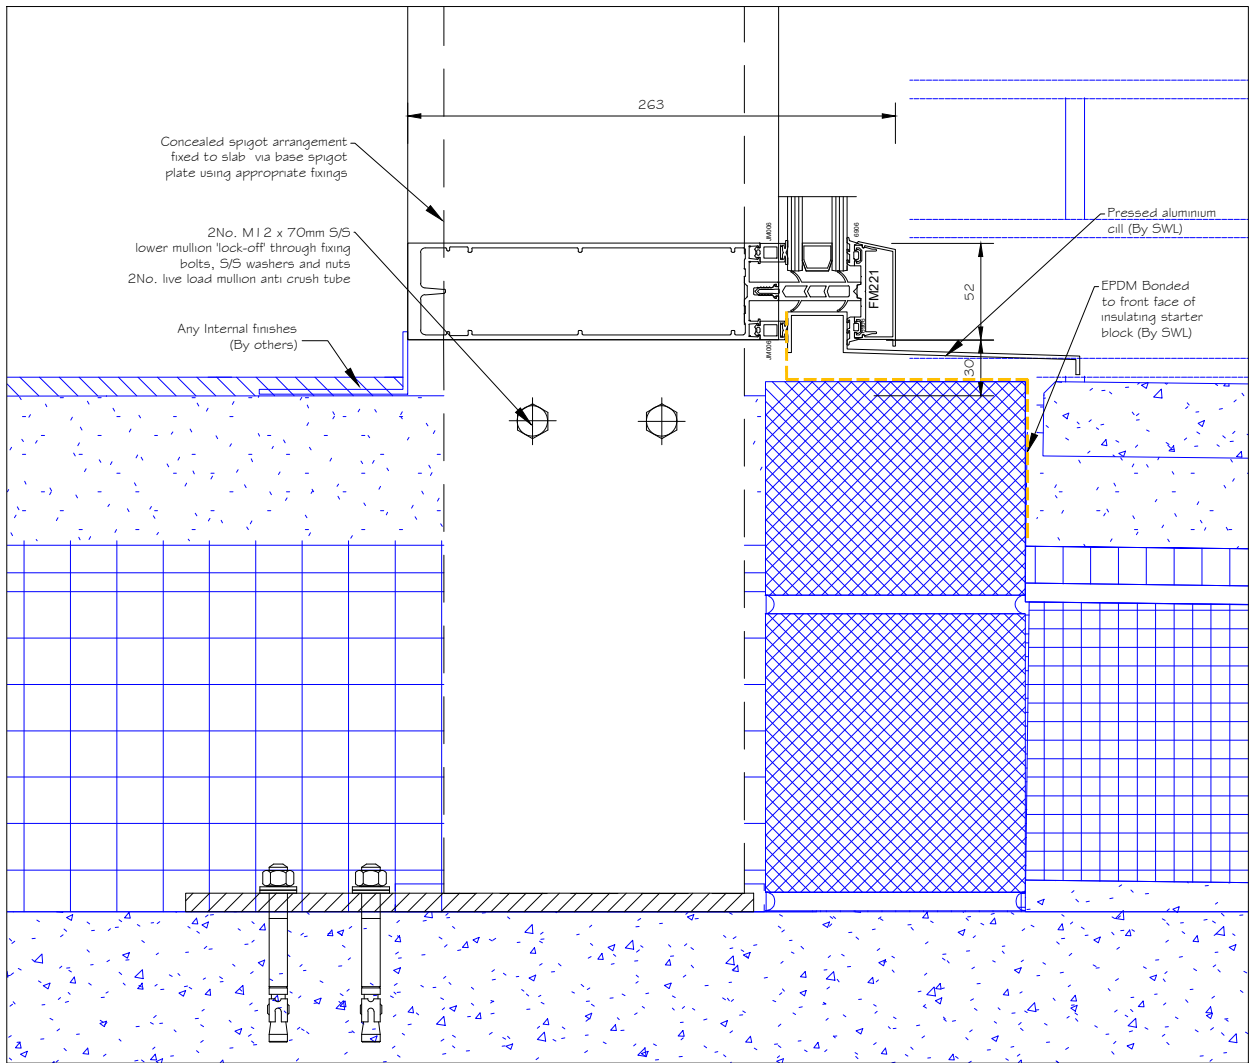 263
Concealed spigot arrangement
fixed to slab via base spigot
plate using appropriate fixings
2No. M12 x 70mm S/S
lower mullion 'lock-off' through fixing
bolts, S/S washers and nuts
2No. live load mullion anti crush tube
Any Internal finishes
(By others)
JM006
6906
FM221
JM006
52
30
Pressed aluminium
cill (By SWL)
EPDM Bonded
to front face of
insulating starter
block (By SWL)